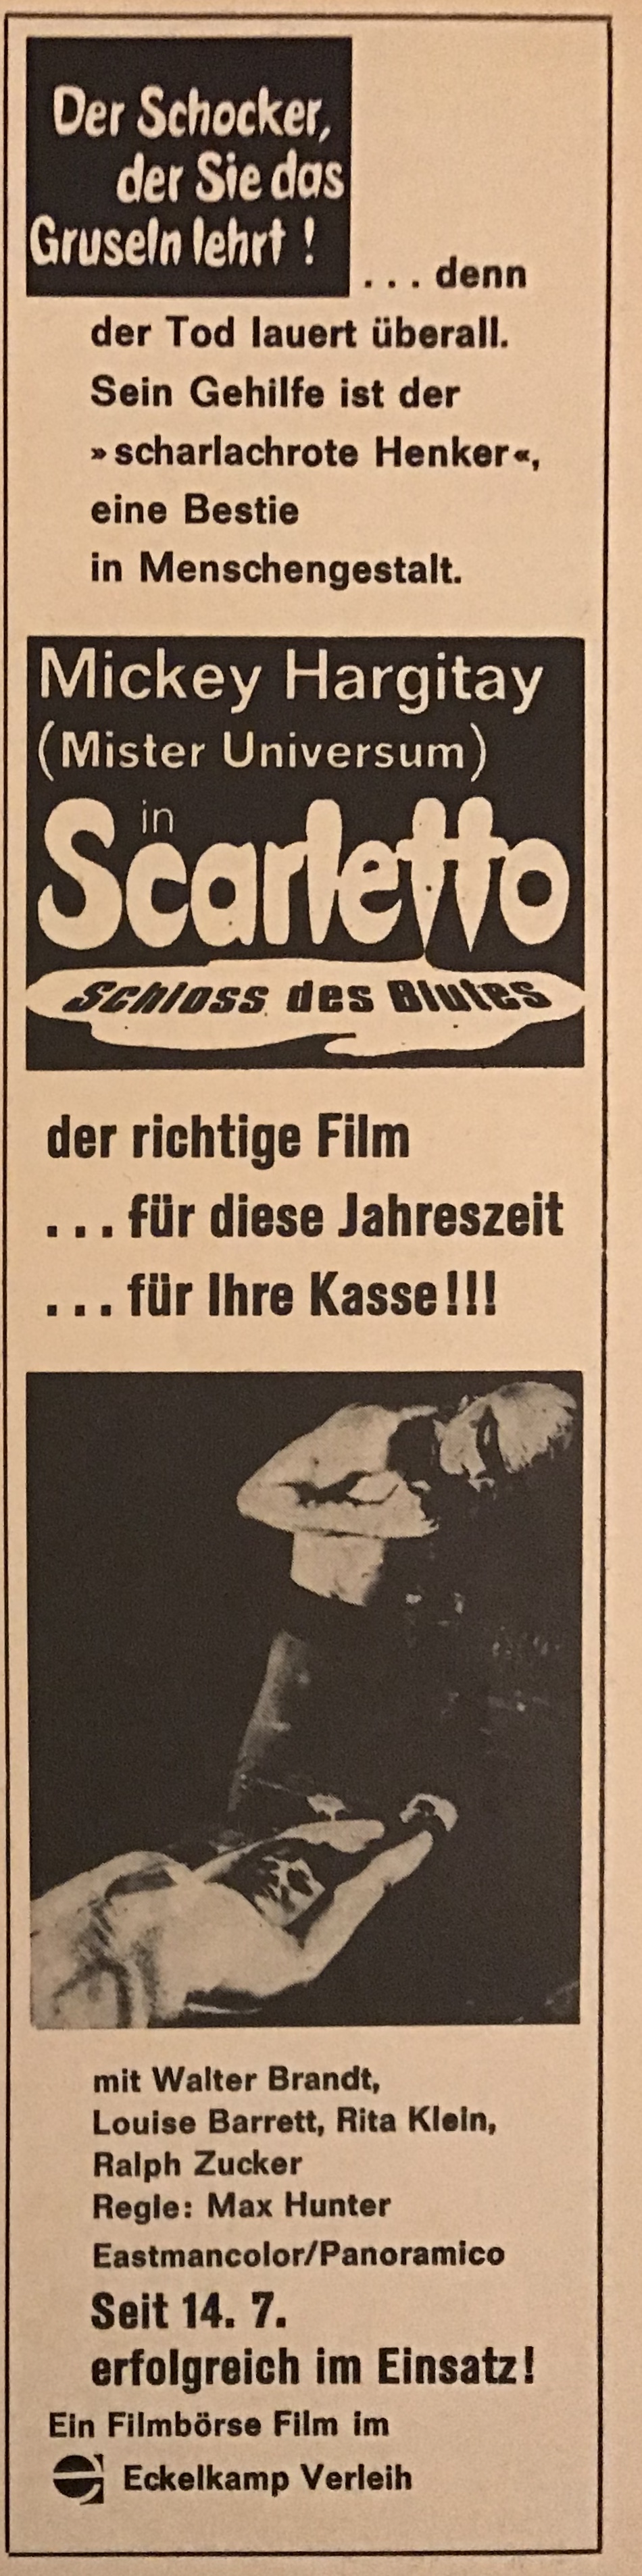 Der Schocker,
der Sie das
Gruseln lehrt !
... denn
der Tod lauert überall.
Sein Gehilfe ist der
»scharlachrote Henker«,
eine Bestie
in Menschengestalt.
Mickey Hargitay
(Mister Universum)
in
Scarletto
Schloss des Blutes
der richtige Film
... für diese Jahreszeit
... für Ihre Kasse!!!
mit Walter Brandt,
Louise Barrett, Rita Klein,
Ralph Zucker
Regie: Max Hunter
Eastmancolor/Panoramico
Seit 14. 7.
erfolgreich im Einsatz!
Ein Filmbörse Film im
Eckelkamp Verleih